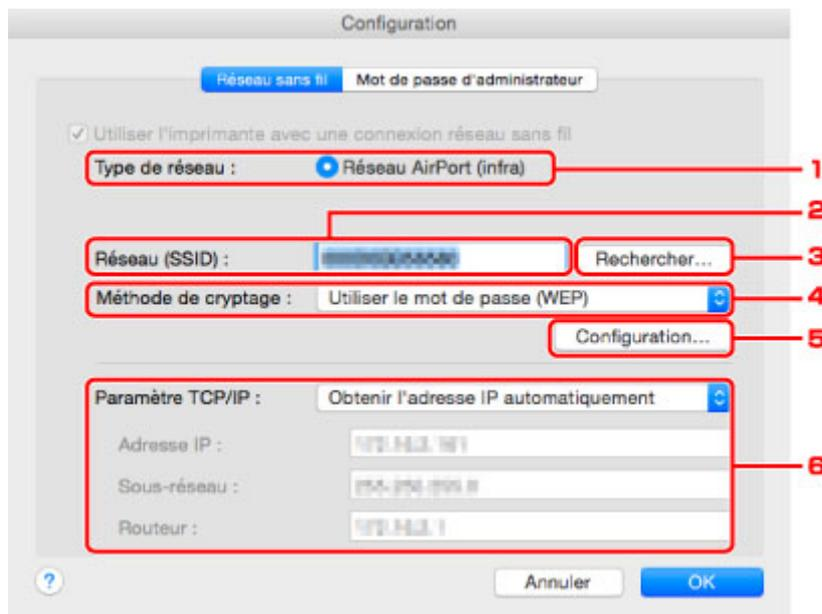 Configuration
Réseau sans fil Mot de passe d'administrateur
Utiliser l'imprimante avec une connexion réseau sans fil
Type de réseau : Réseau AirPort (infra) 1
2
Réseau (SSID) : Rechercher... 3
Méthode de cryptage : Utiliser le mot de passe (WEP) 4
Configuration... 5
Paramètre TCP/IP : Obtenir l'adresse IP automatiquement
Adresse IP :
6
Sous-réseau :
Routeur :
? Annuler OK